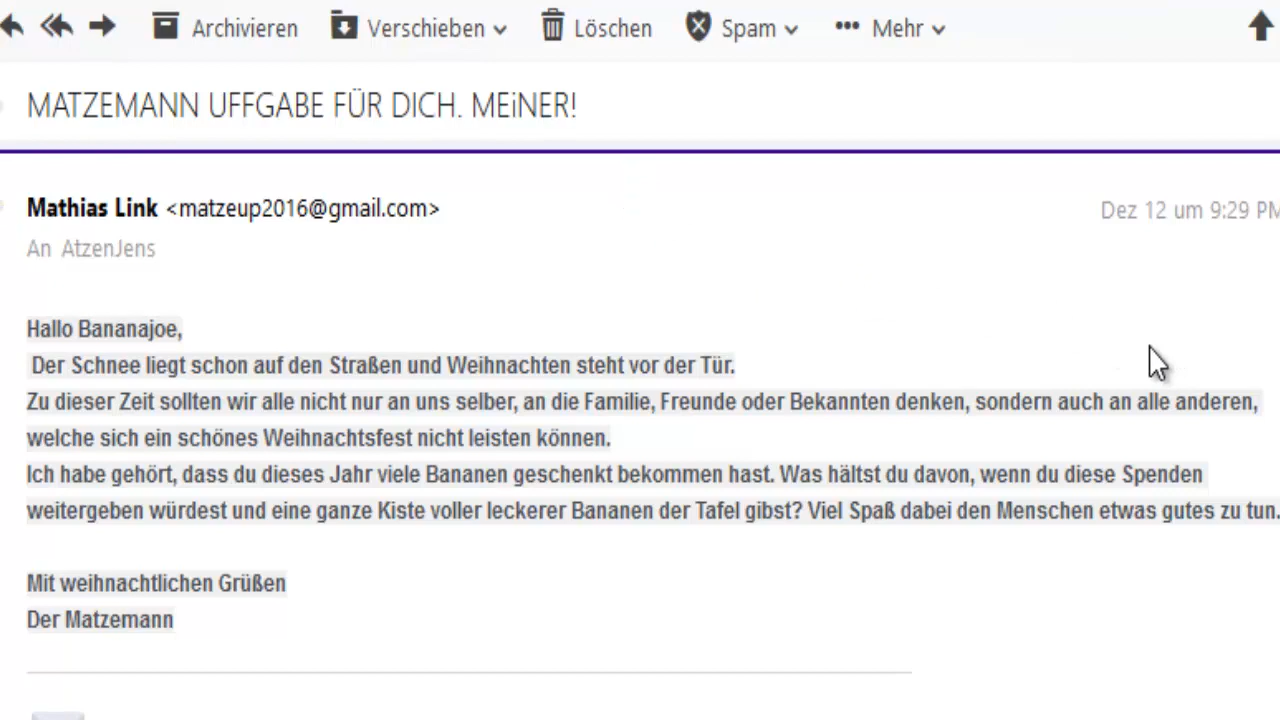 Archivieren Verschieben Löschen Spam Mehr
MATZEMANN UFFGABE FÜR DICH. MEiNER!
Mathias Link <matzeup2016@gmail.com> Dez 12 um 9:29 PM
An AtzenJens
Hallo Bananajoe,
Der Schnee liegt schon auf den Straßen und Weihnachten steht vor der Tür.
Zu dieser Zeit sollten wir alle nicht nur an uns selber, an die Familie, Freunde oder Bekannten denken, sondern auch an alle anderen,
welche sich ein schönes Weihnachtsfest nicht leisten können.
Ich habe gehört, dass du dieses Jahr viele Bananen geschenkt bekommen hast. Was hältst du davon, wenn du diese Spenden
weitergeben würdest und eine ganze Kiste voller leckerer Bananen der Tafel gibst? Viel Spaß dabei den Menschen etwas gutes zu tun.
Mit weihnachtlichen Grüßen
Der Matzemann